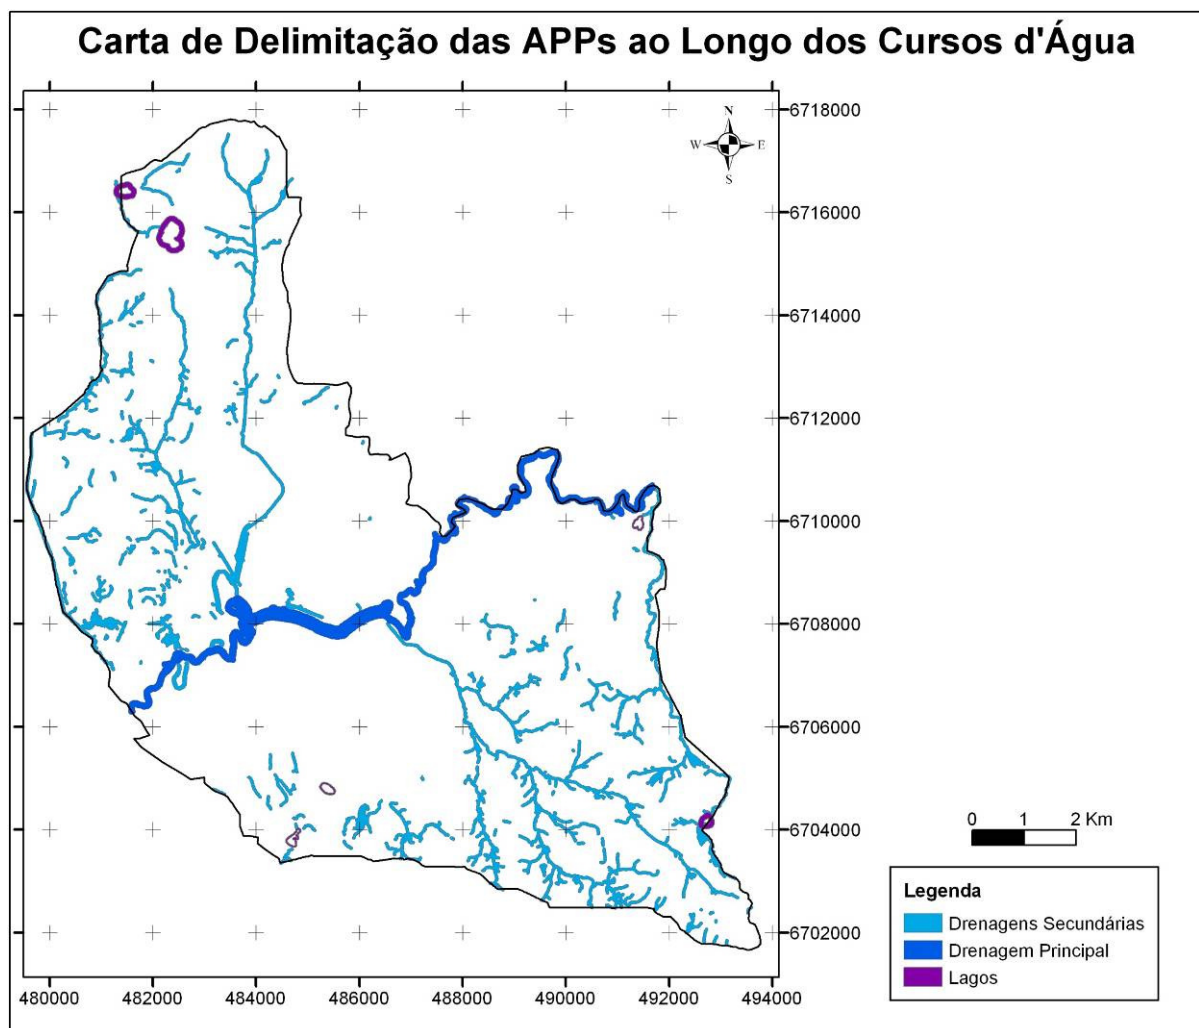 Carta de Delimitação das APPs ao Longo dos Cursos d'Água
N
W E
S
6718000
6716000
6714000
6712000
6710000
6708000
6706000
6704000
6702000
480000 482000 484000 486000 488000 490000 492000 494000
0 1 2 Km
Legenda
Drenagens Secundárias
Drenagem Principal
Lagos